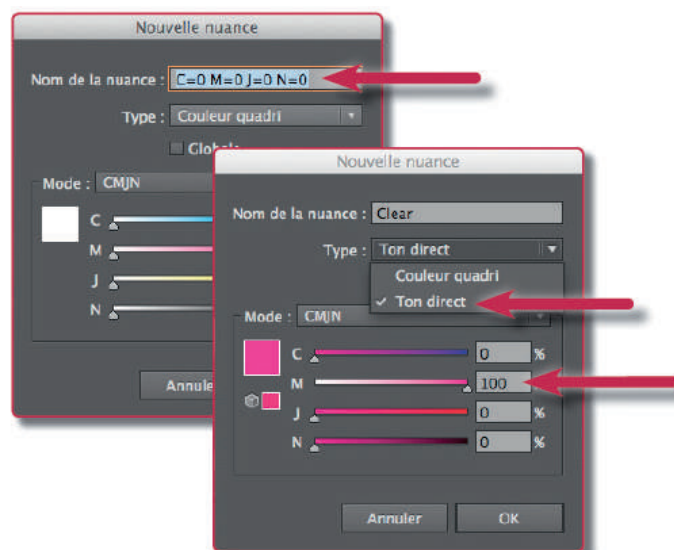 Nouvelle nuance
Nom de la nuance : C=0 M=0 J=0 N=0
Type : Couleur quadri
Mode : CMJN
C
M
J
N
Nouvelle nuance
Nom de la nuance : Clear
Type : Ton direct
Couleur quadri
✓ Ton direct
Mode : CMJN
C 0 %
M 100 %
J 0 %
N 0 %
Annuler OK